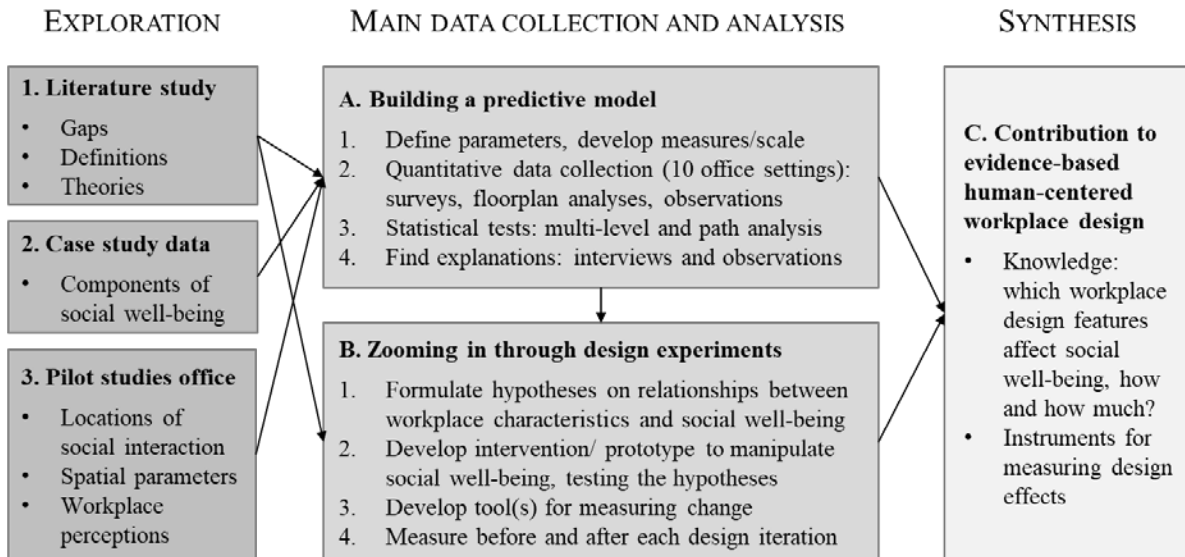 EXPLORATION
1. Literature study
• Gaps
• Definitions
• Theories
2. Case study data
• Components of
social well-being
3. Pilot studies office
• Locations of
social interaction
• Spatial parameters
• Workplace
perceptions
MAIN DATA COLLECTION AND ANALYSIS
A. Building a predictive model
1. Define parameters, develop measures/scale
2. Quantitative data collection (10 office settings):
surveys, floorplan analyses, observations
3. Statistical tests: multi-level and path analysis
4. Find explanations: interviews and observations
B. Zooming in through design experiments
1. Formulate hypotheses on relationships between
workplace characteristics and social well-being
2. Develop intervention/ prototype to manipulate
social well-being, testing the hypotheses
3. Develop tool(s) for measuring change
4. Measure before and after each design iteration
SYNTHESIS
C. Contribution to
evidence-based
human-centered
workplace design
• Knowledge:
which workplace
design features
affect social
well-being, how
and how much?
• Instruments for
measuring design
effects